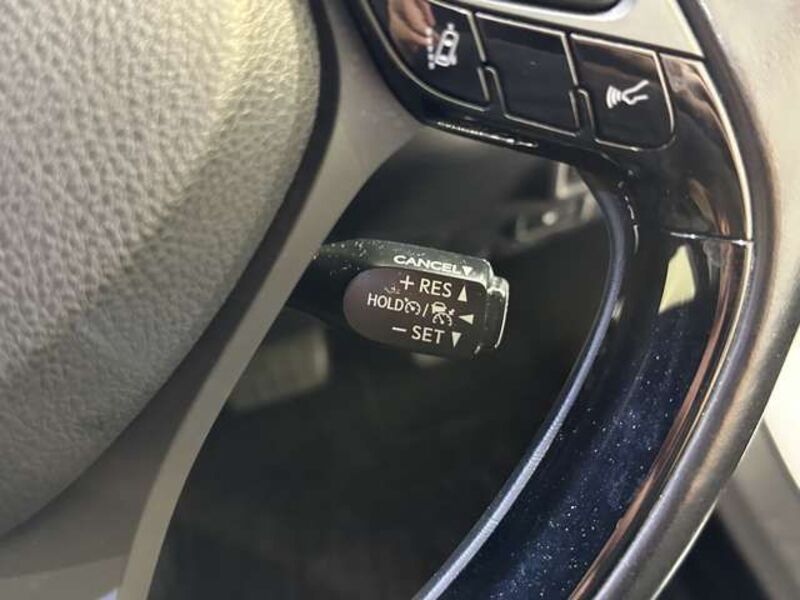 CANCEL▼
+ RES ▲
HOLD / ◄
− SET ▼